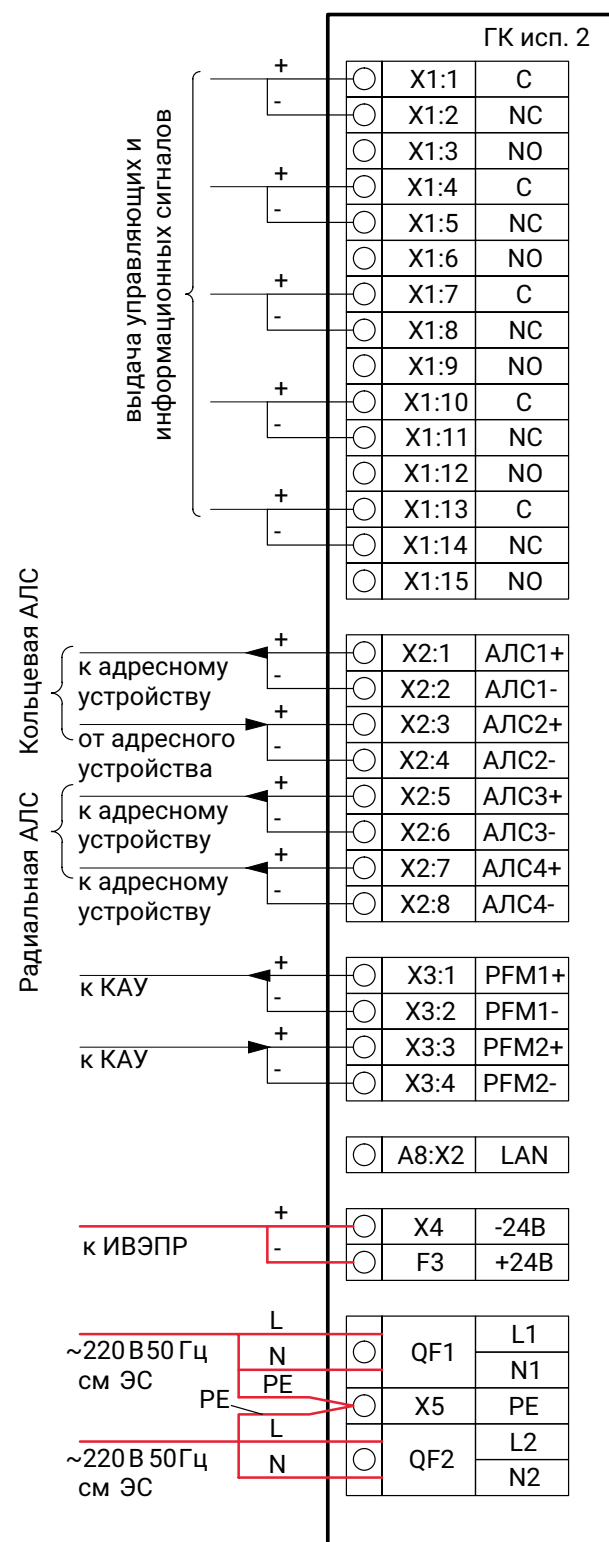 ГК исп. 2
выдача управляющих и
информационных сигналов
+ X1:1 C
- X1:2 NC
X1:3 NO
+ X1:4 C
- X1:5 NC
X1:6 NO
+ X1:7 C
- X1:8 NC
X1:9 NO
+ X1:10 C
- X1:11 NC
X1:12 NO
+ X1:13 C
- X1:14 NC
X1:15 NO
Кольцевая АЛС
+ X2:1 АЛС1+
к адресному
устройству
- X2:2 АЛС1-
+ X2:3 АЛС2+
от адресного
устройства
- X2:4 АЛС2-
Радиальная АЛС
+ X2:5 АЛС3+
к адресному
устройству
- X2:6 АЛС3-
+ X2:7 АЛС4+
к адресному
устройству
- X2:8 АЛС4-
+ X3:1 PFM1+
к КАУ
- X3:2 PFM1-
+ X3:3 PFM2+
к КАУ
- X3:4 PFM2-
A8:X2 LAN
+ X4 -24В
к ИВЭПР
- F3 +24В
L QF1 L1
~220 В 50 Гц
N N1
см ЭС
PE X5 PE
PE
L QF2 L2
~220 В 50Гц
N N2
см ЭС